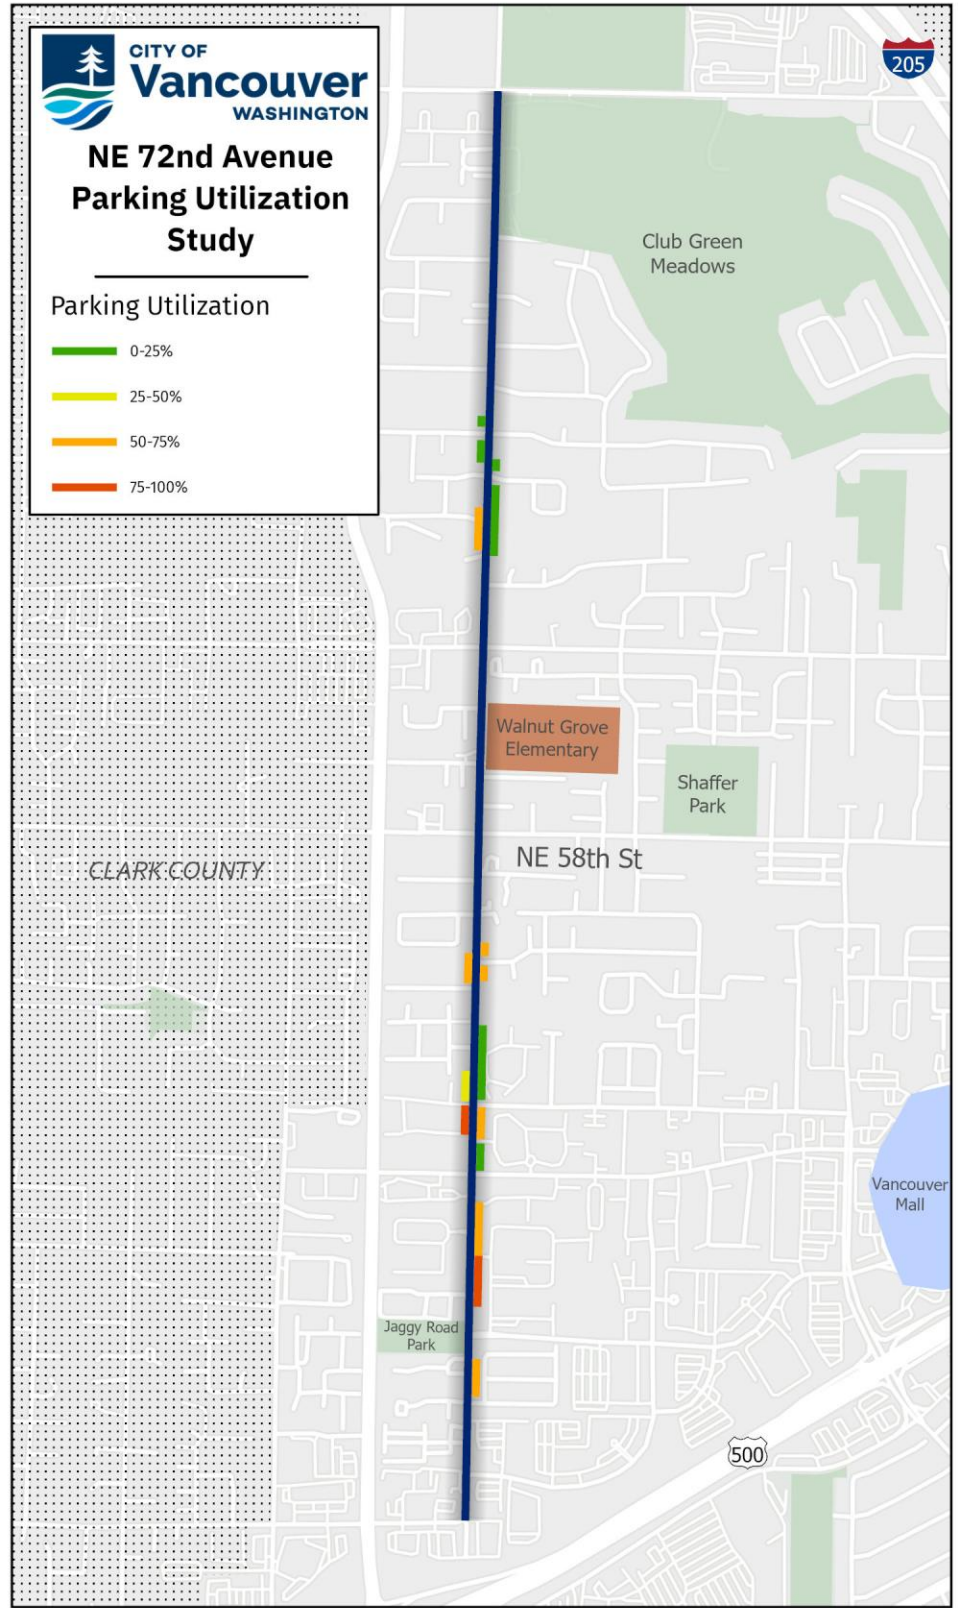 CITY OF
Vancouver
WASHINGTON
NE 72nd Avenue
Parking Utilization
Study
Parking Utilization
0-25%
25-50%
50-75%
75-100%
205
Club Green
Meadows
Walnut Grove
Elementary
Shaffer
Park
NE 58th St
CLARK COUNTY
Vancouver
Mall
Jaggy Road
Park
500